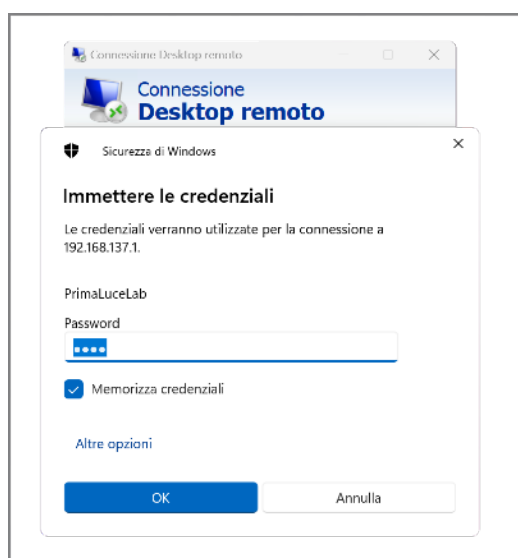 Connessione Desktop remoto
Connessione
Desktop remoto
Sicurezza di Windows
Immettere le credenziali
Le credenziali verranno utilizzate per la connessione a
192.168.137.1.
PrimaLuceLab
Password
••••
Memorizza credenziali
Altre opzioni
OK
Annulla